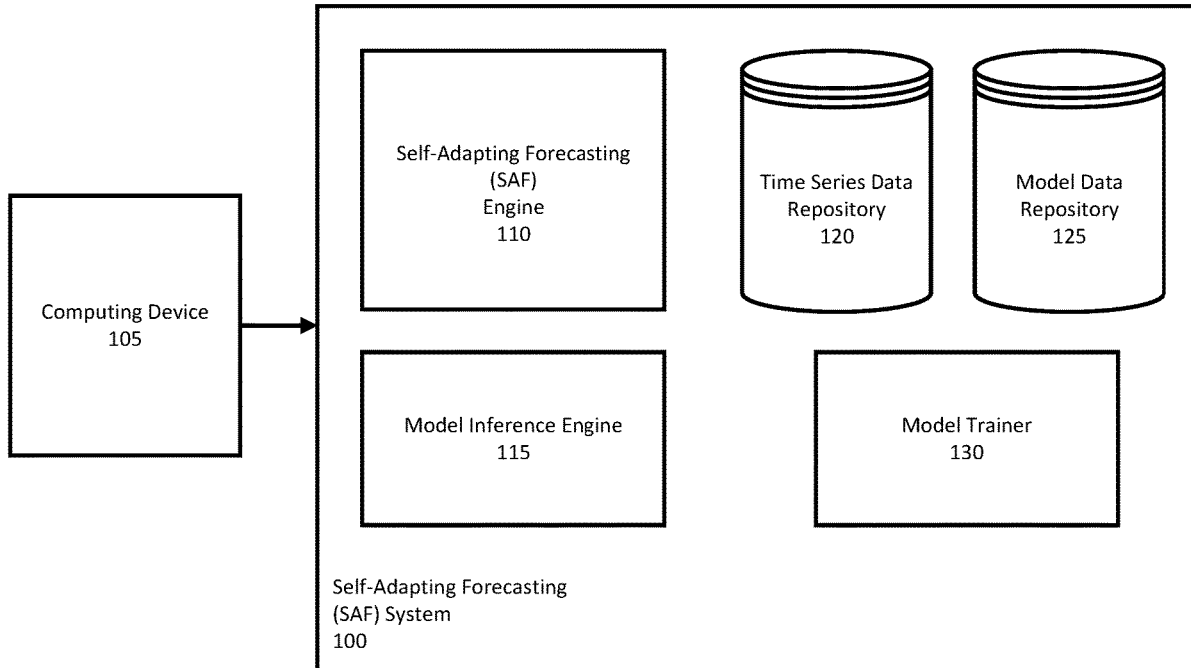 Computing Device
105
Self-Adapting Forecasting
(SAF)
Engine
110
Time Series Data
Repository
120
Model Data
Repository
125
Model Inference Engine
115
Model Trainer
130
Self-Adapting Forecasting
(SAF) System
100